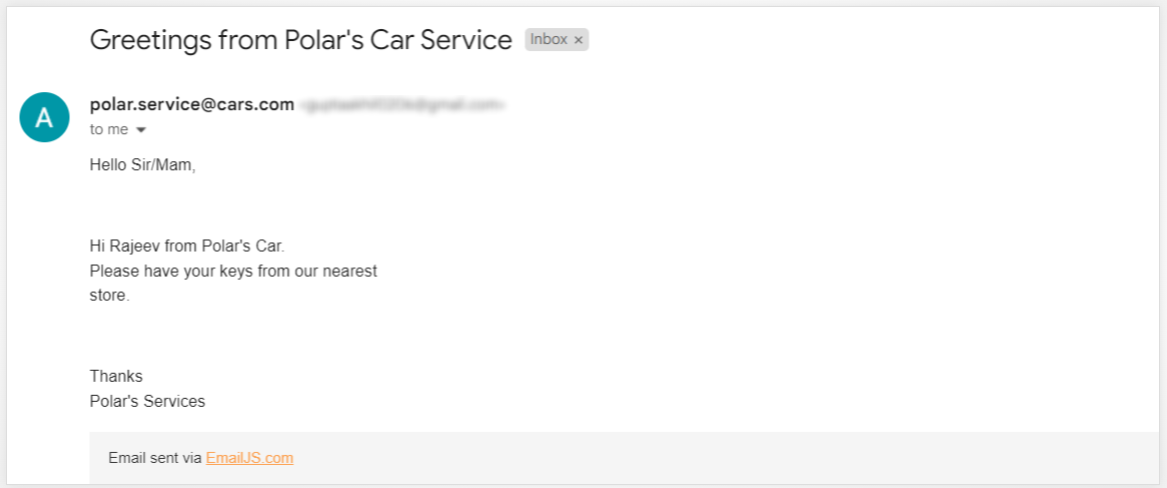 Greetings from Polar's Car Service Inbox ×
A
polar.service@cars.com
to me
Hello Sir/Mam,
Hi Rajeev from Polar's Car.
Please have your keys from our nearest
store.
Thanks
Polar's Services
Email sent via EmailJS.com